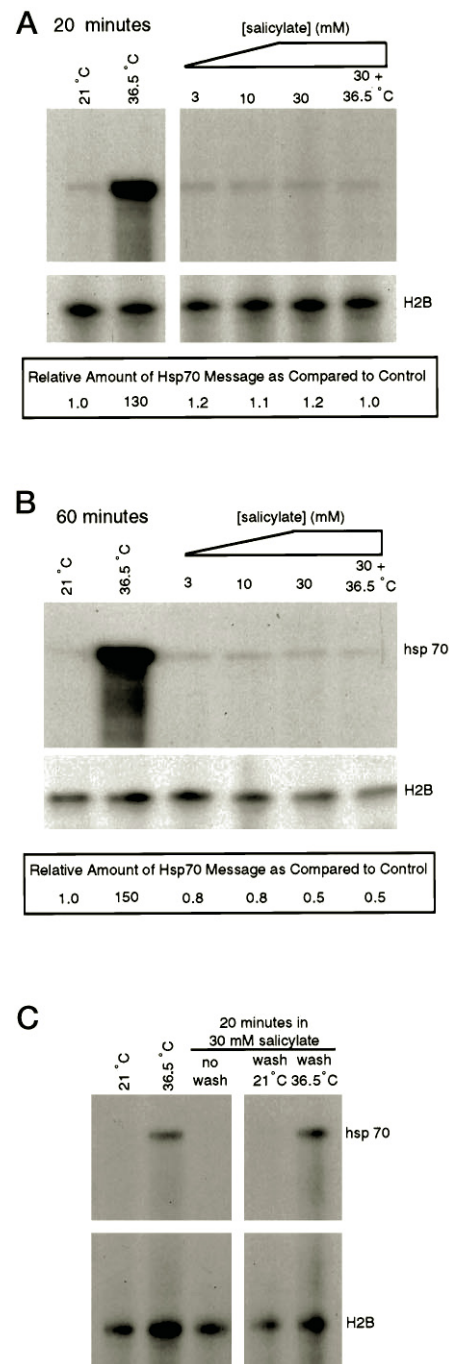 A 20 minutes
[salicylate] (mM)
21 °C 36.5 °C 3 10 30 30 + 36.5 °C
H2B
Relative Amount of Hsp70 Message as Compared to Control
1.0 130 1.2 1.1 1.2 1.0
B 60 minutes
[salicylate] (mM)
21 °C 36.5 °C 3 10 30 30 + 36.5 °C
hsp 70
H2B
Relative Amount of Hsp70 Message as Compared to Control
1.0 150 0.8 0.8 0.5 0.5
C
20 minutes in
30 mM salicylate
21 °C 36.5 °C no wash wash 21°C wash 36.5°C
hsp 70
H2B